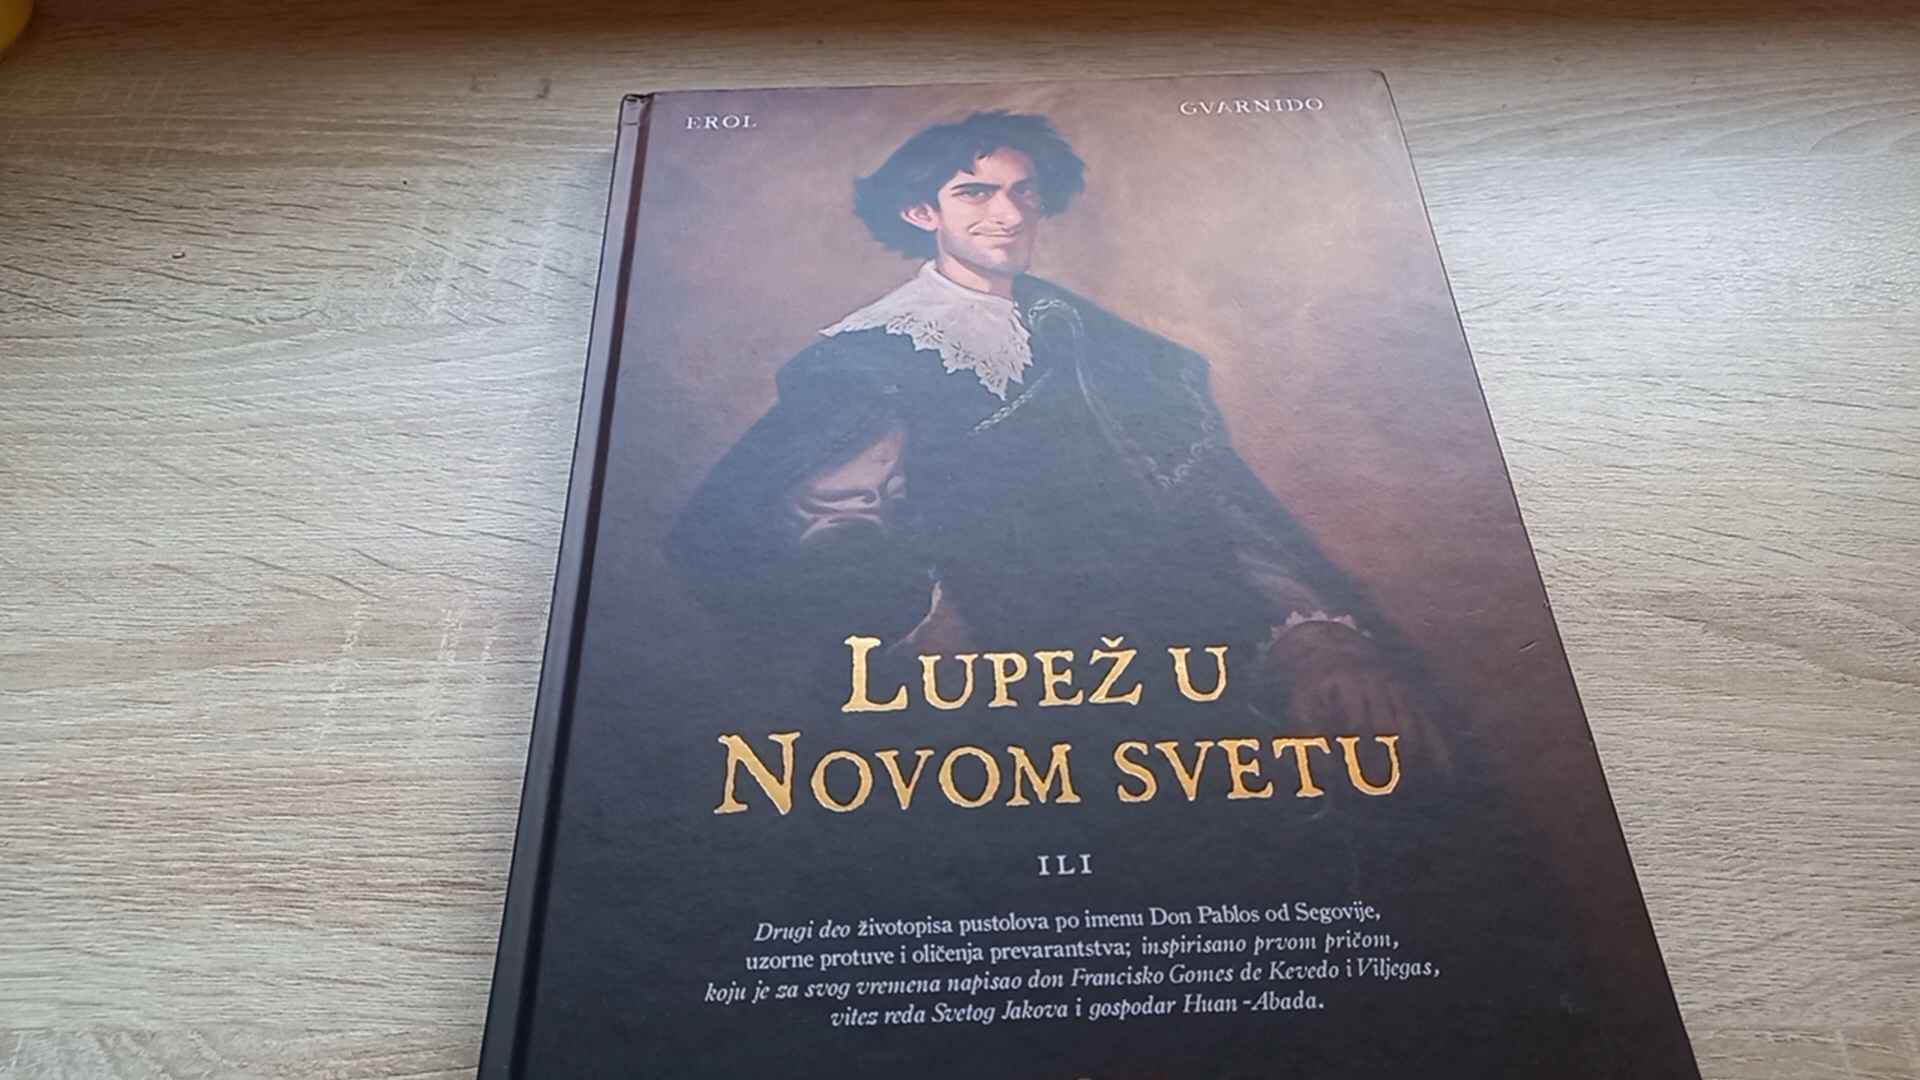 EROL
GVARNIDO
LUPEŽ U
NOVOM SVETU
ILI
Drugi deo životopisa pustolova po imenu Don Pablos od Segovije,
uzorne protuve i oličenja prevarantstva; inspirisano prvom pričom,
koju je za svog vremena napisao don Francisko Gomes de Kevedo i Viljegas,
vitez reda Svetog Jakova i gospodar Huan-Abada.